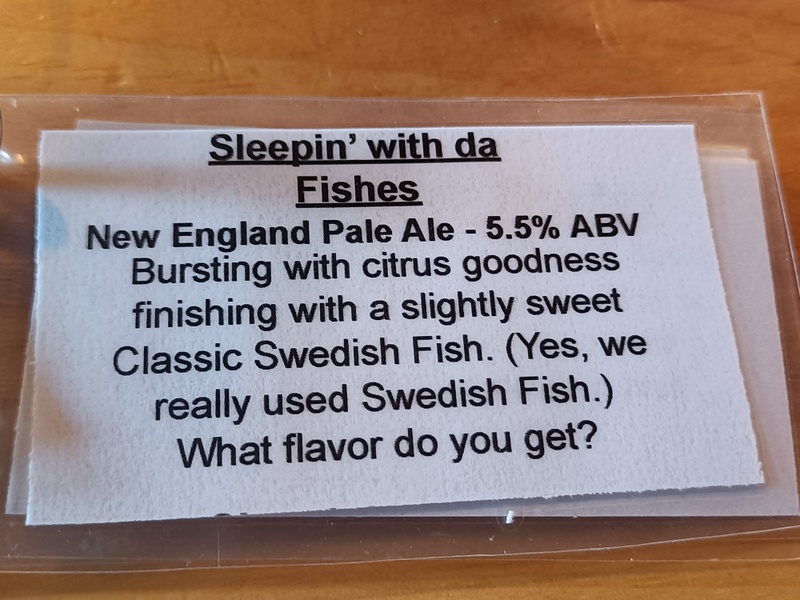 Sleepin' with da
Fishes
New England Pale Ale - 5.5% ABV
Bursting with citrus goodness
finishing with a slightly sweet
Classic Swedish Fish. (Yes, we
really used Swedish Fish.)
What flavor do you get?